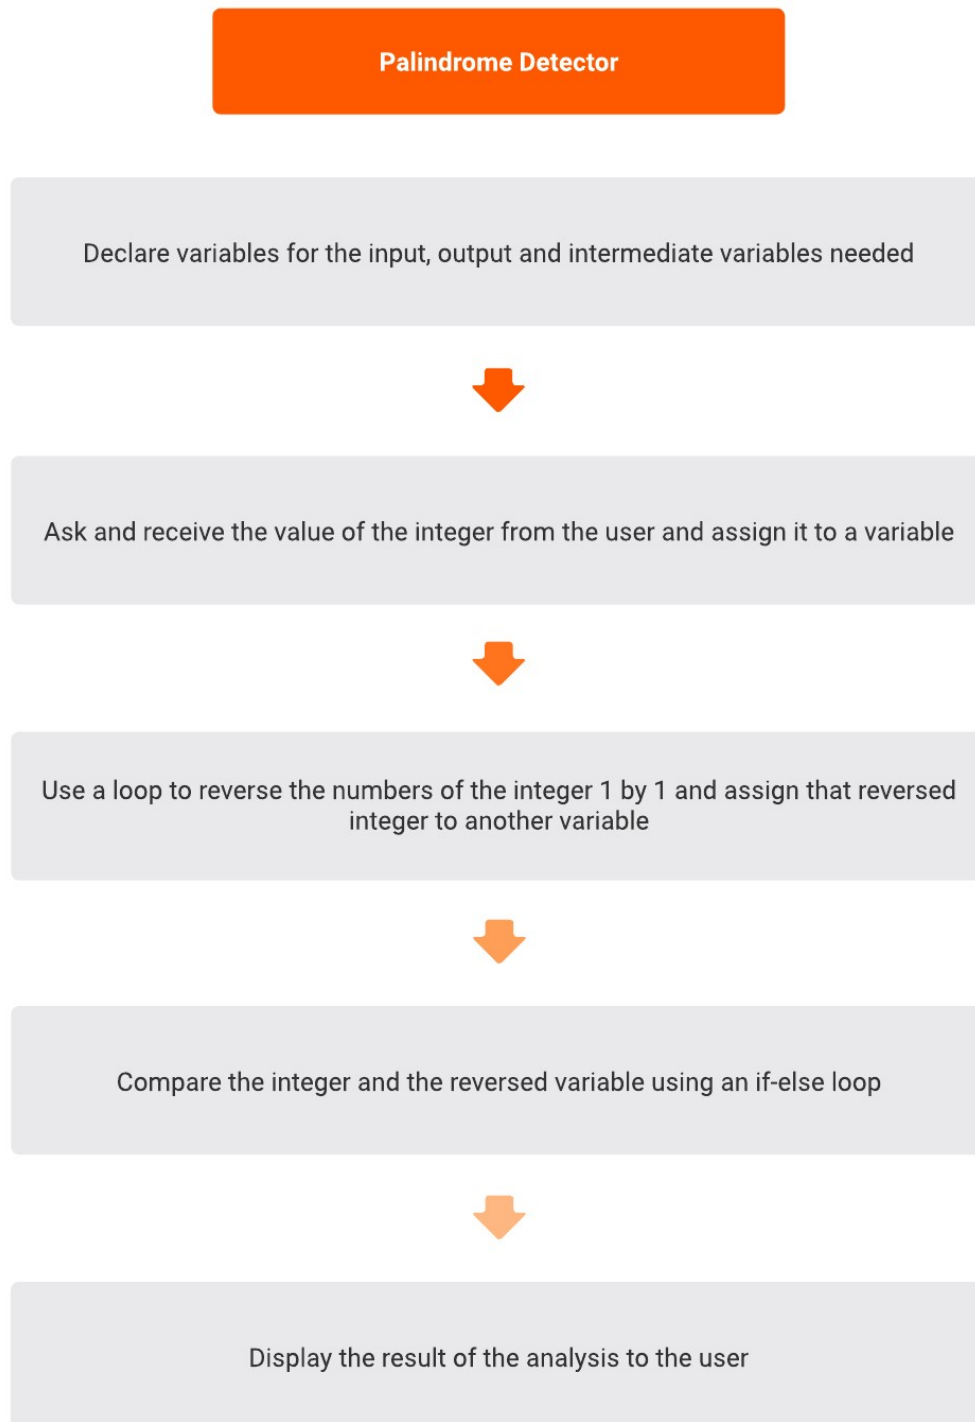 Palindrome Detector
Declare variables for the input, output and intermediate variables needed
Ask and receive the value of the integer from the user and assign it to a variable
Use a loop to reverse the numbers of the integer 1 by 1 and assign that reversed
integer to another variable
Compare the integer and the reversed variable using an if-else loop
Display the result of the analysis to the user